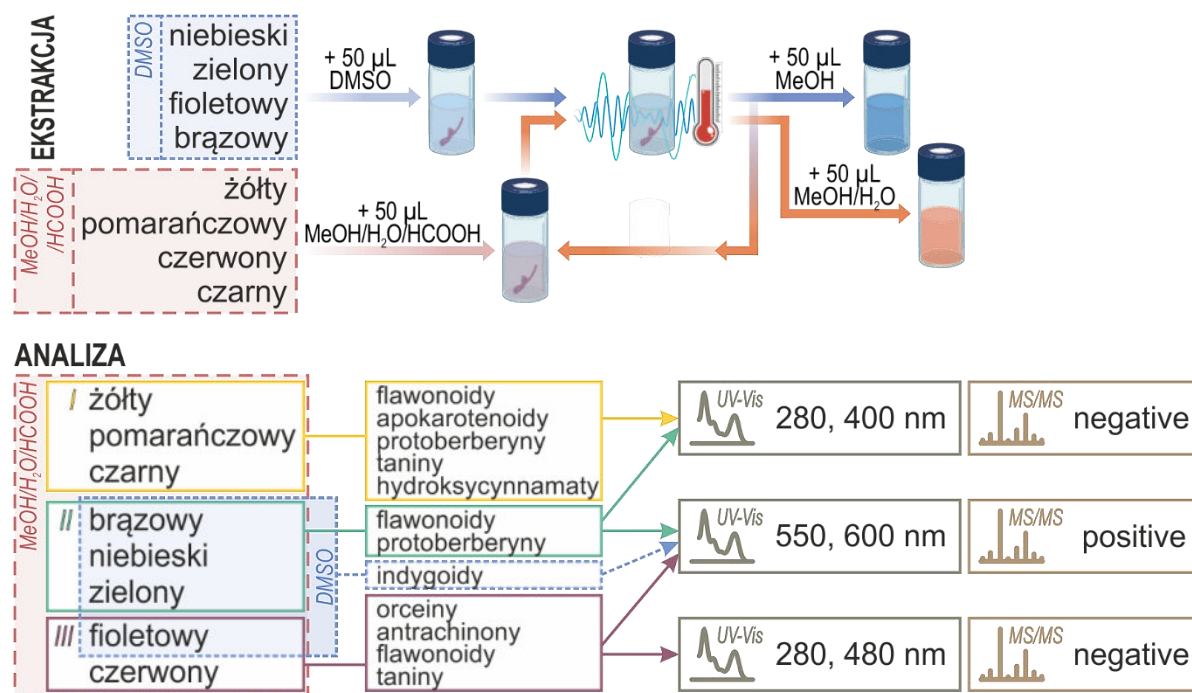 EKSTRAKCJA
DMSO
niebieski
zielony
fioletowy
brązowy
+ 50 µL
DMSO
+ 50 µL
MeOH
+ 50 µL
MeOH/H₂O
MeOH/H₂O/
/HCOOH
żółty
pomarańczowy
czerwony
czarny
+ 50 µL
MeOH/H₂O/HCOOH
ANALIZA
MeOH/H₂O/HCOOH
I żółty
pomarańczowy
czarny
II brązowy
niebieski
zielony
DMSO
III fioletowy
czerwony
flawonoidy
apokarotenoidy
protoberberyny
taniny
hydroksycynnamaty
flawonoidy
protoberberyny
indygoidy
orceiny
antrachinony
flawonoidy
taniny
UV-Vis 280, 400 nm
MS/MS negative
UV-Vis 550, 600 nm
MS/MS positive
UV-Vis 280, 480 nm
MS/MS negative